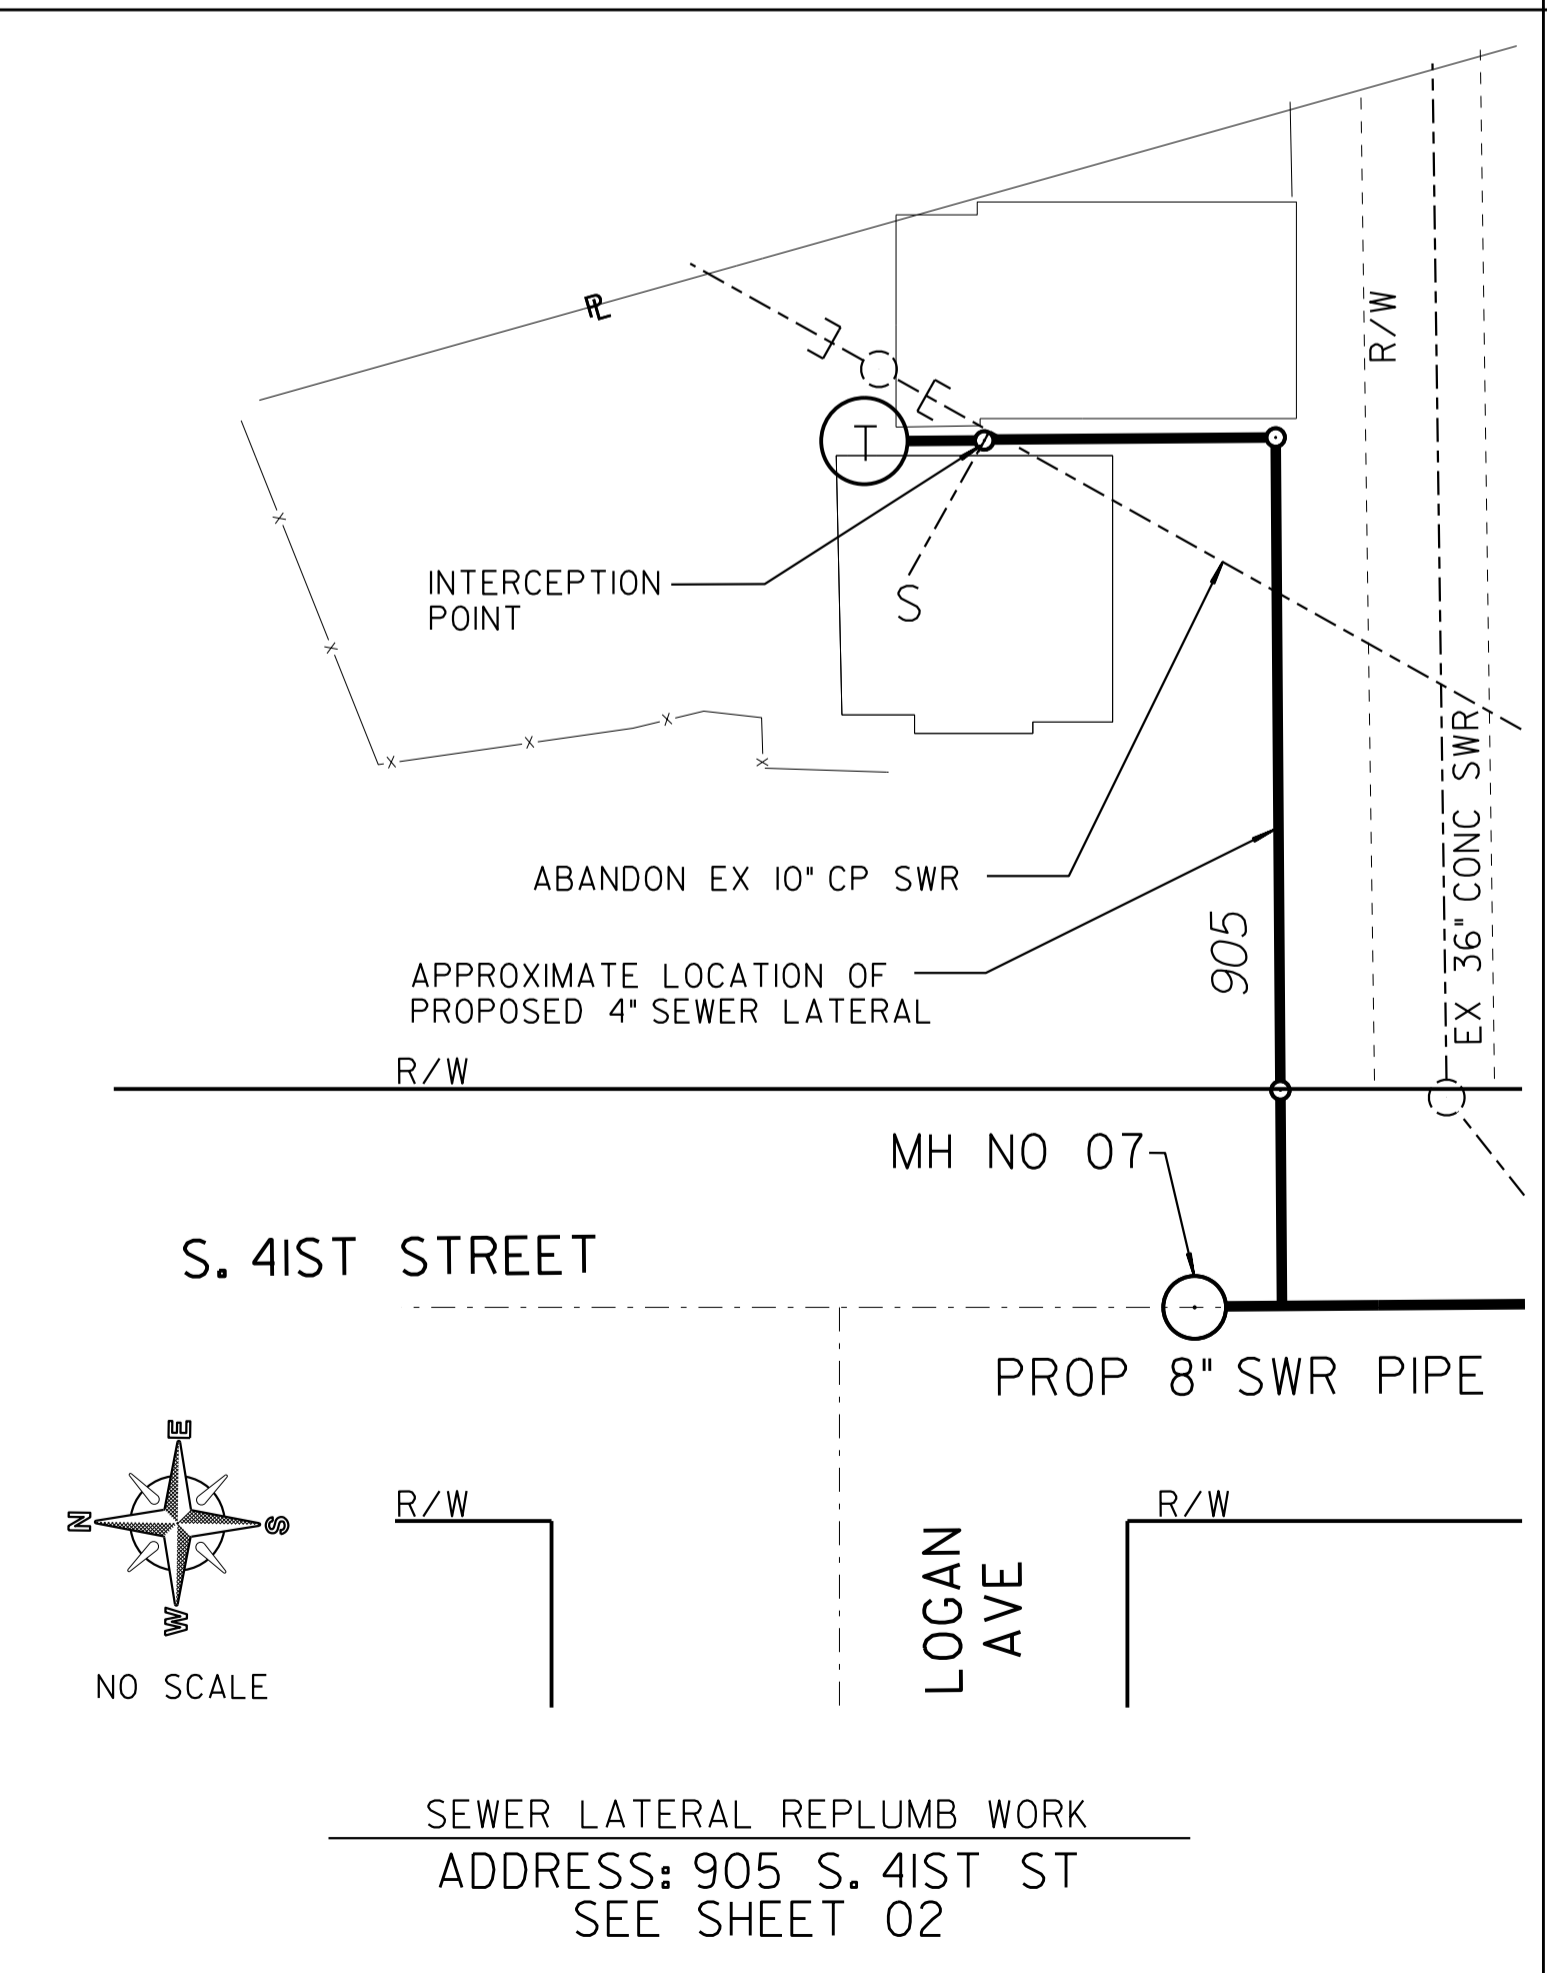 PL
R/W
T
INTERCEPTION
POINT
S
ABANDON EX 10" CP SWR
EX 36" CONC SWR
905
APPROXIMATE LOCATION OF
PROPOSED 4" SEWER LATERAL
R/W
MH NO 07
S. 41ST STREET
PROP 8" SWR PIPE
E
N
S
W
NO SCALE
R/W
R/W
LOGAN
AVE
SEWER LATERAL REPLUMB WORK
ADDRESS: 905 S. 41ST ST
SEE SHEET 02